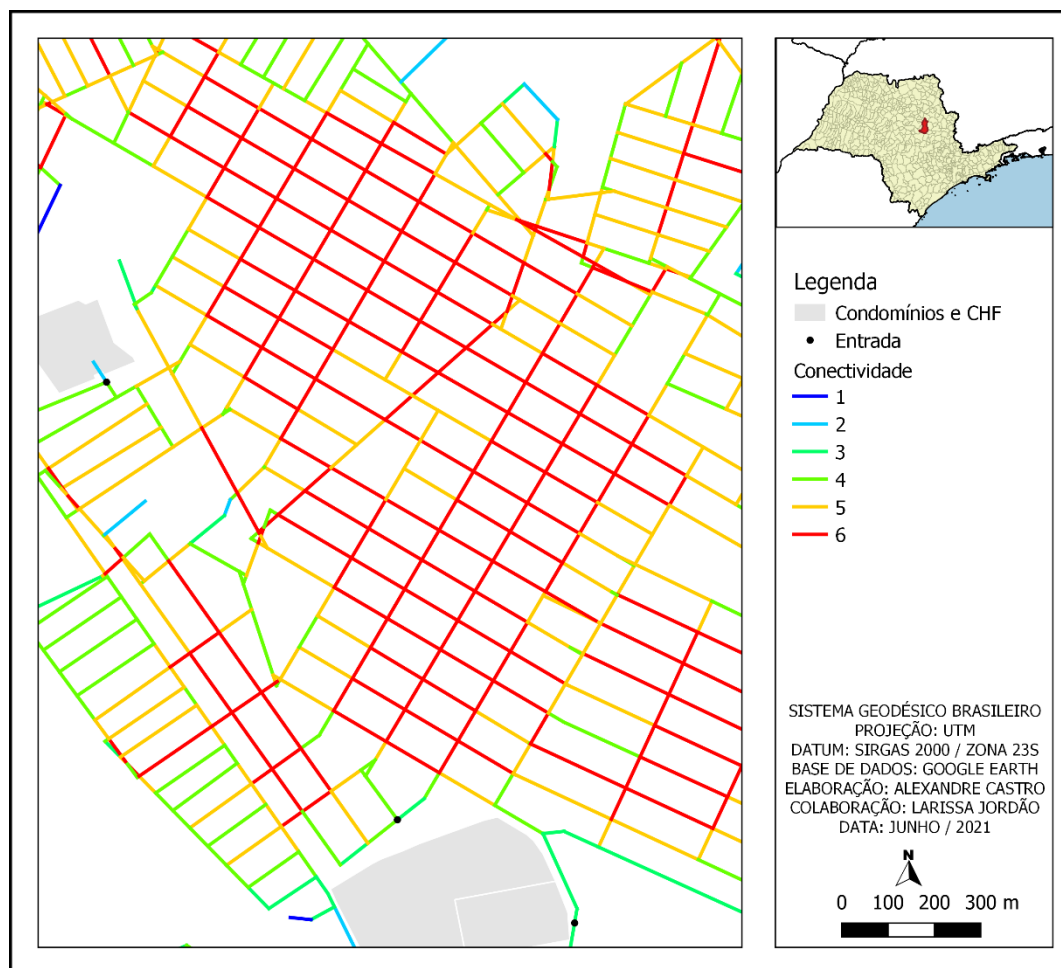 Legenda
Condomínios e CHF
Entrada
Conectividade
1
2
3
4
5
6
SISTEMA GEODÉSICO BRASILEIRO
PROJEÇÃO: UTM
DATUM: SIRGAS 2000 / ZONA 23S
BASE DE DADOS: GOOGLE EARTH
ELABORAÇÃO: ALEXANDRE CASTRO
COLABORAÇÃO: LARISSA JORDÃO
DATA: JUNHO / 2021
N
0 100 200 300 m